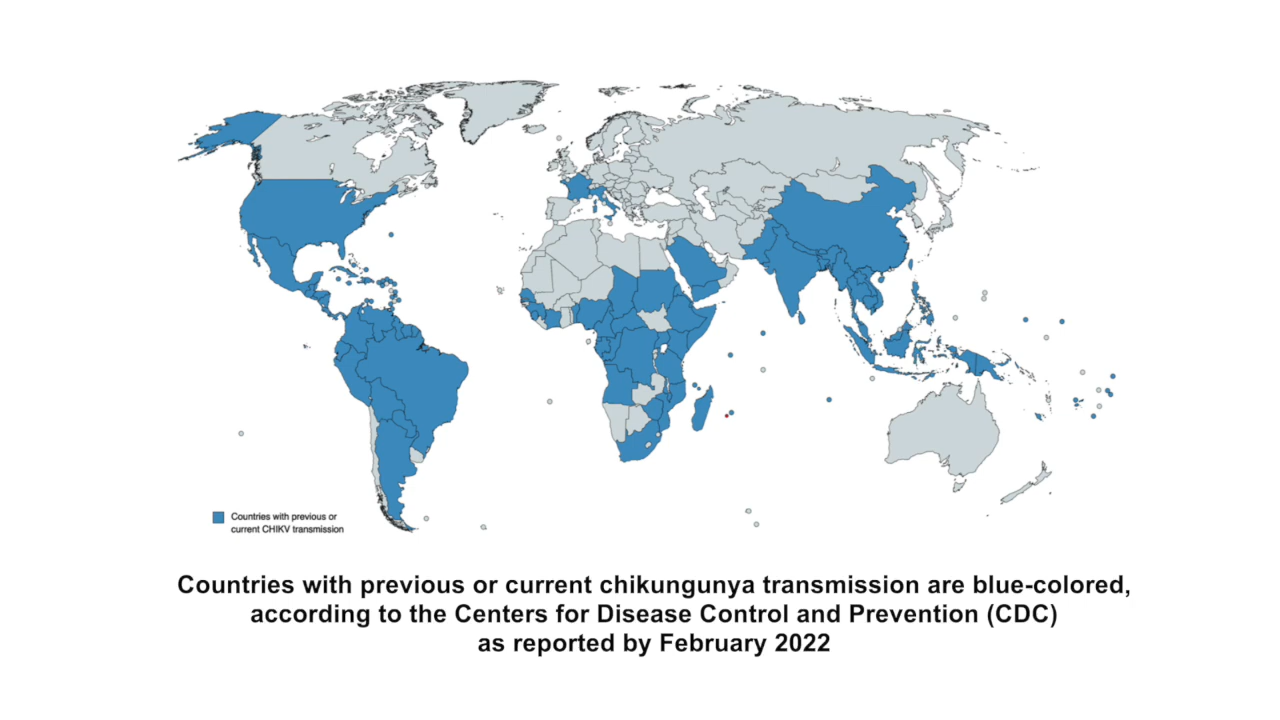 Countries with previous or
current CHIKV transmission
Countries with previous or current chikungunya transmission are blue-colored,
according to the Centers for Disease Control and Prevention (CDC)
as reported by February 2022